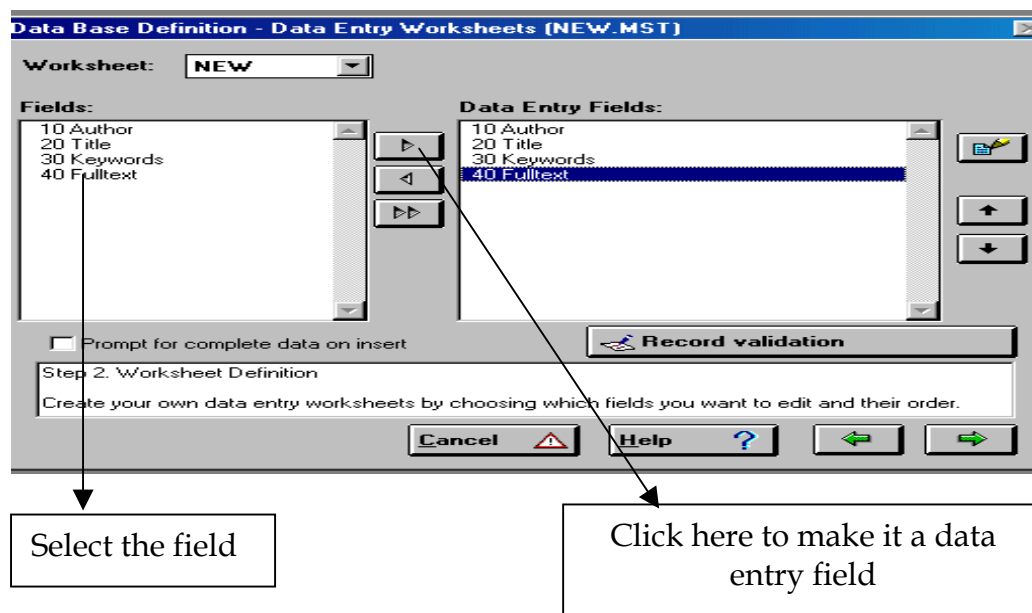 Data Base Definition - Data Entry Worksheets (NEW.MST)
Worksheet: NEW
Fields:
10 Author
20 Title
30 Keywords
40 Fulltext
Data Entry Fields:
10 Author
20 Title
30 Keywords
40 Fulltext
Prompt for complete data on insert
Record validation
Step 2. Worksheet Definition
Create your own data entry worksheets by choosing which fields you want to edit and their order.
Cancel
Help ?
Select the field
Click here to make it a data
entry field